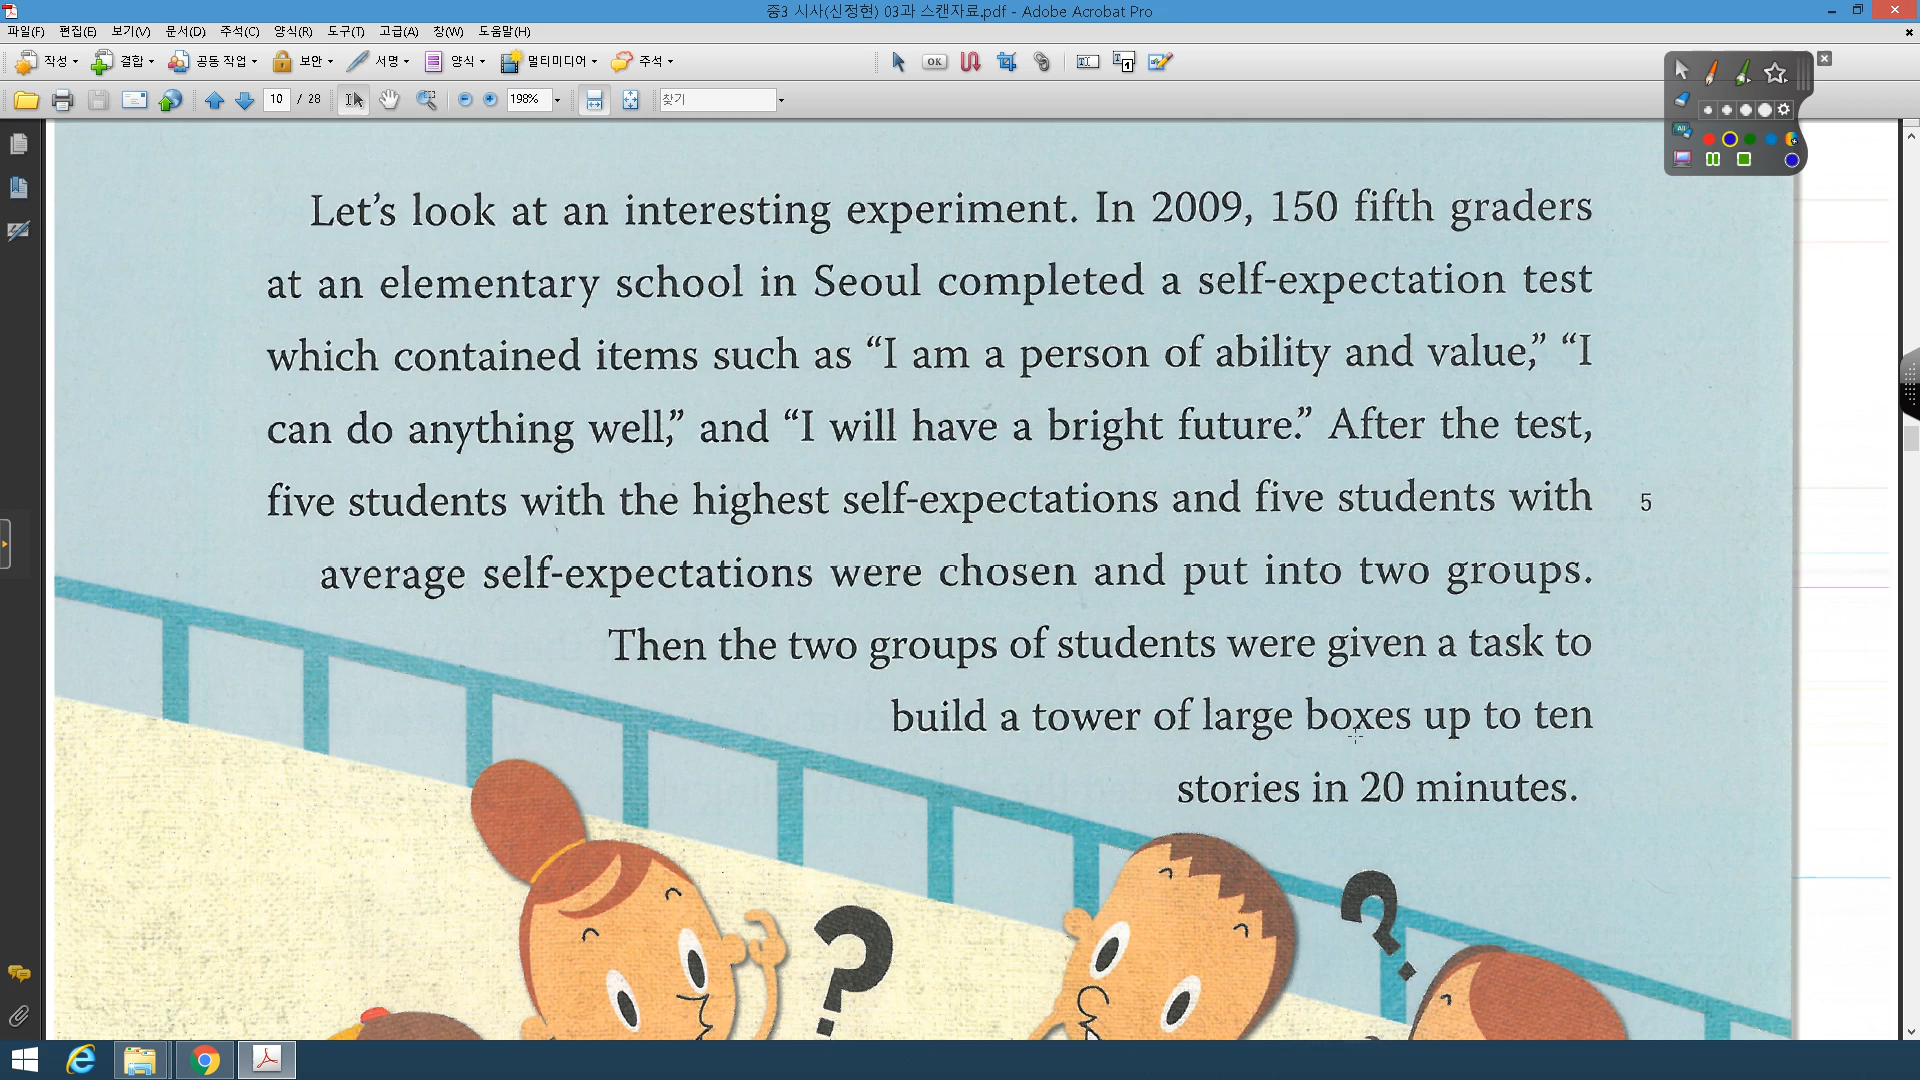 중3 시사(신정현) 03과 스캔자료.pdf - Adobe Acrobat Pro
파일(F) 편집(E) 보기(V) 문서(D) 주석(C) 양식(R) 도구(T) 고급(A) 창(W) 도움말(H)
작성 결합 공동 작업 보안 서명 양식 멀티미디어 주석 OK
10 / 28 198% 찾기
Let's look at an interesting experiment. In 2009, 150 fifth graders
at an elementary school in Seoul completed a self-expectation test
which contained items such as “I am a person of ability and value,” “I
can do anything well,” and “I will have a bright future.” After the test,
five students with the highest self-expectations and five students with 5
average self-expectations were chosen and put into two groups.
Then the two groups of students were given a task to
build a tower of large boxes up to ten
stories in 20 minutes.
? ?